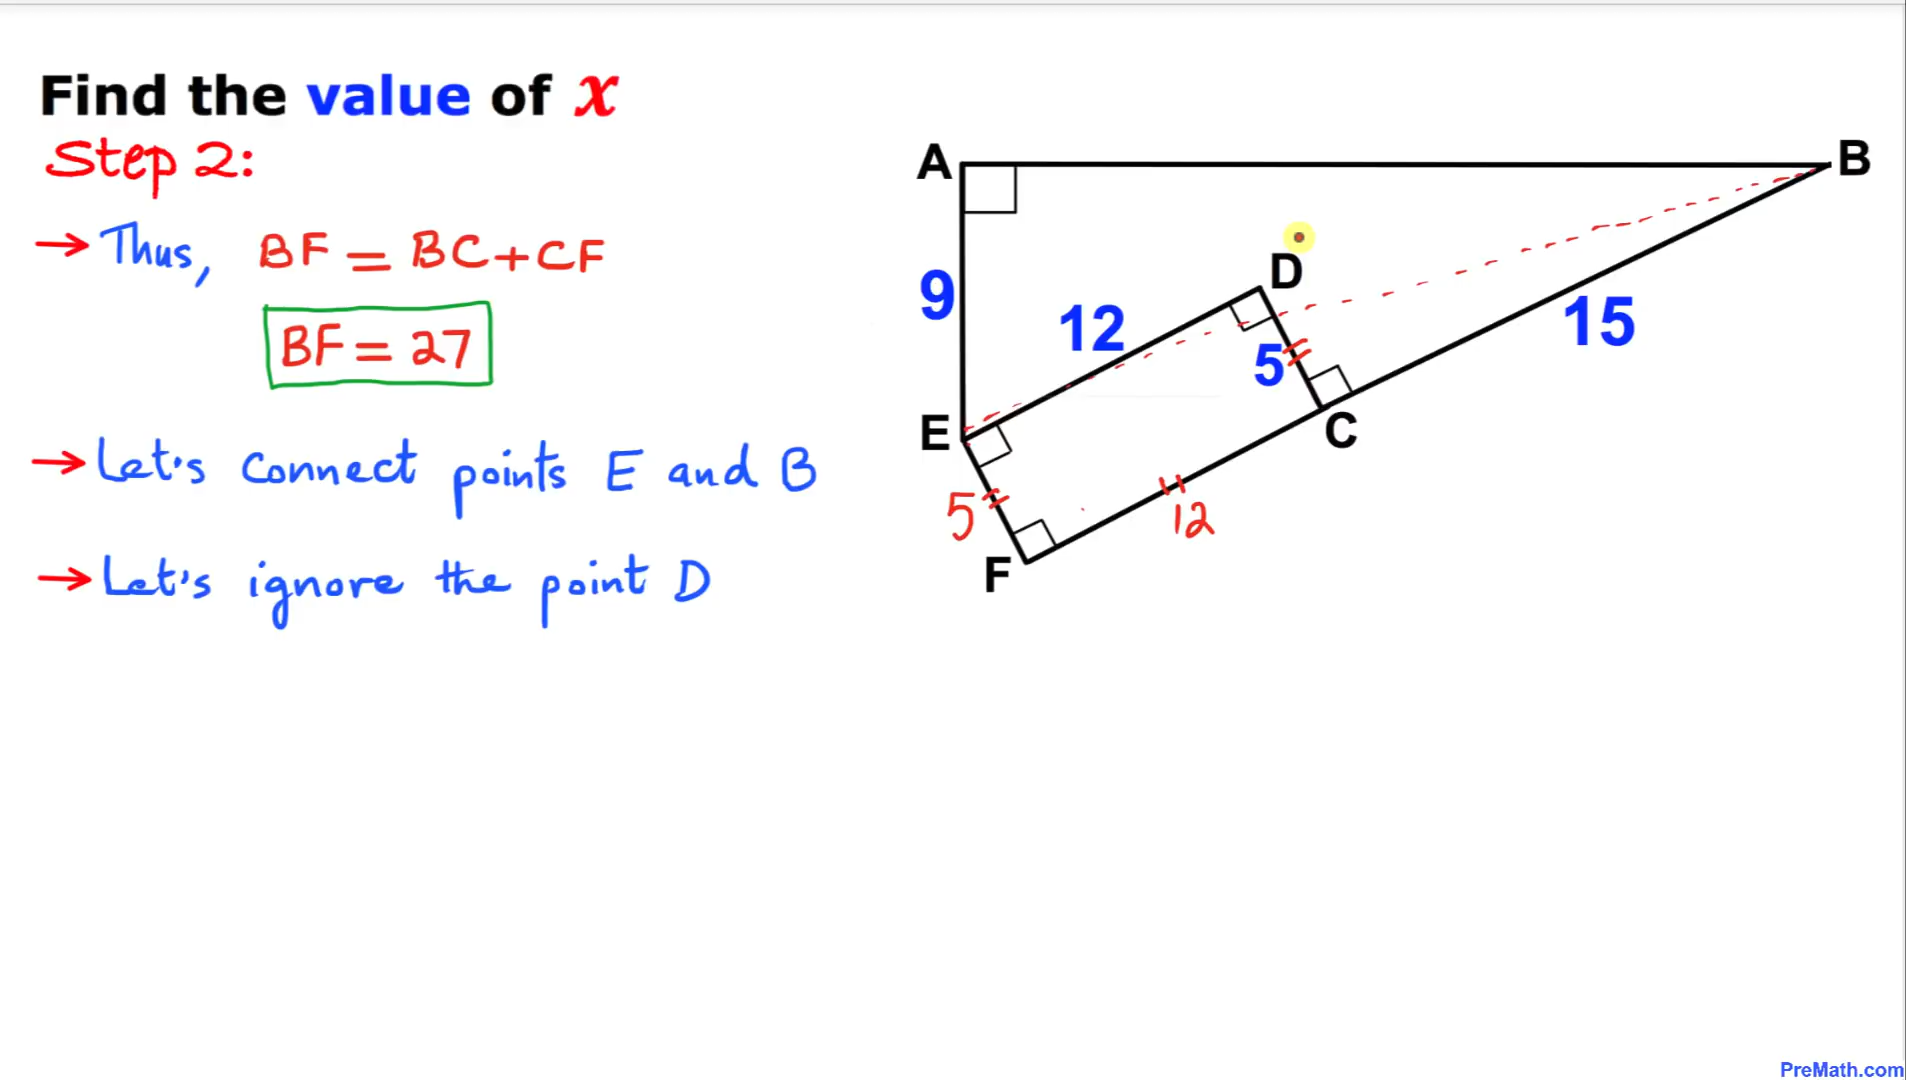 Find the value of x
Step 2:
→ Thus, BF = BC + CF
BF = 27
→ Let's connect points E and B
→ Let's ignore the point D
A
B
9
12
D
5
15
E
C
5
12
F
PreMath.com